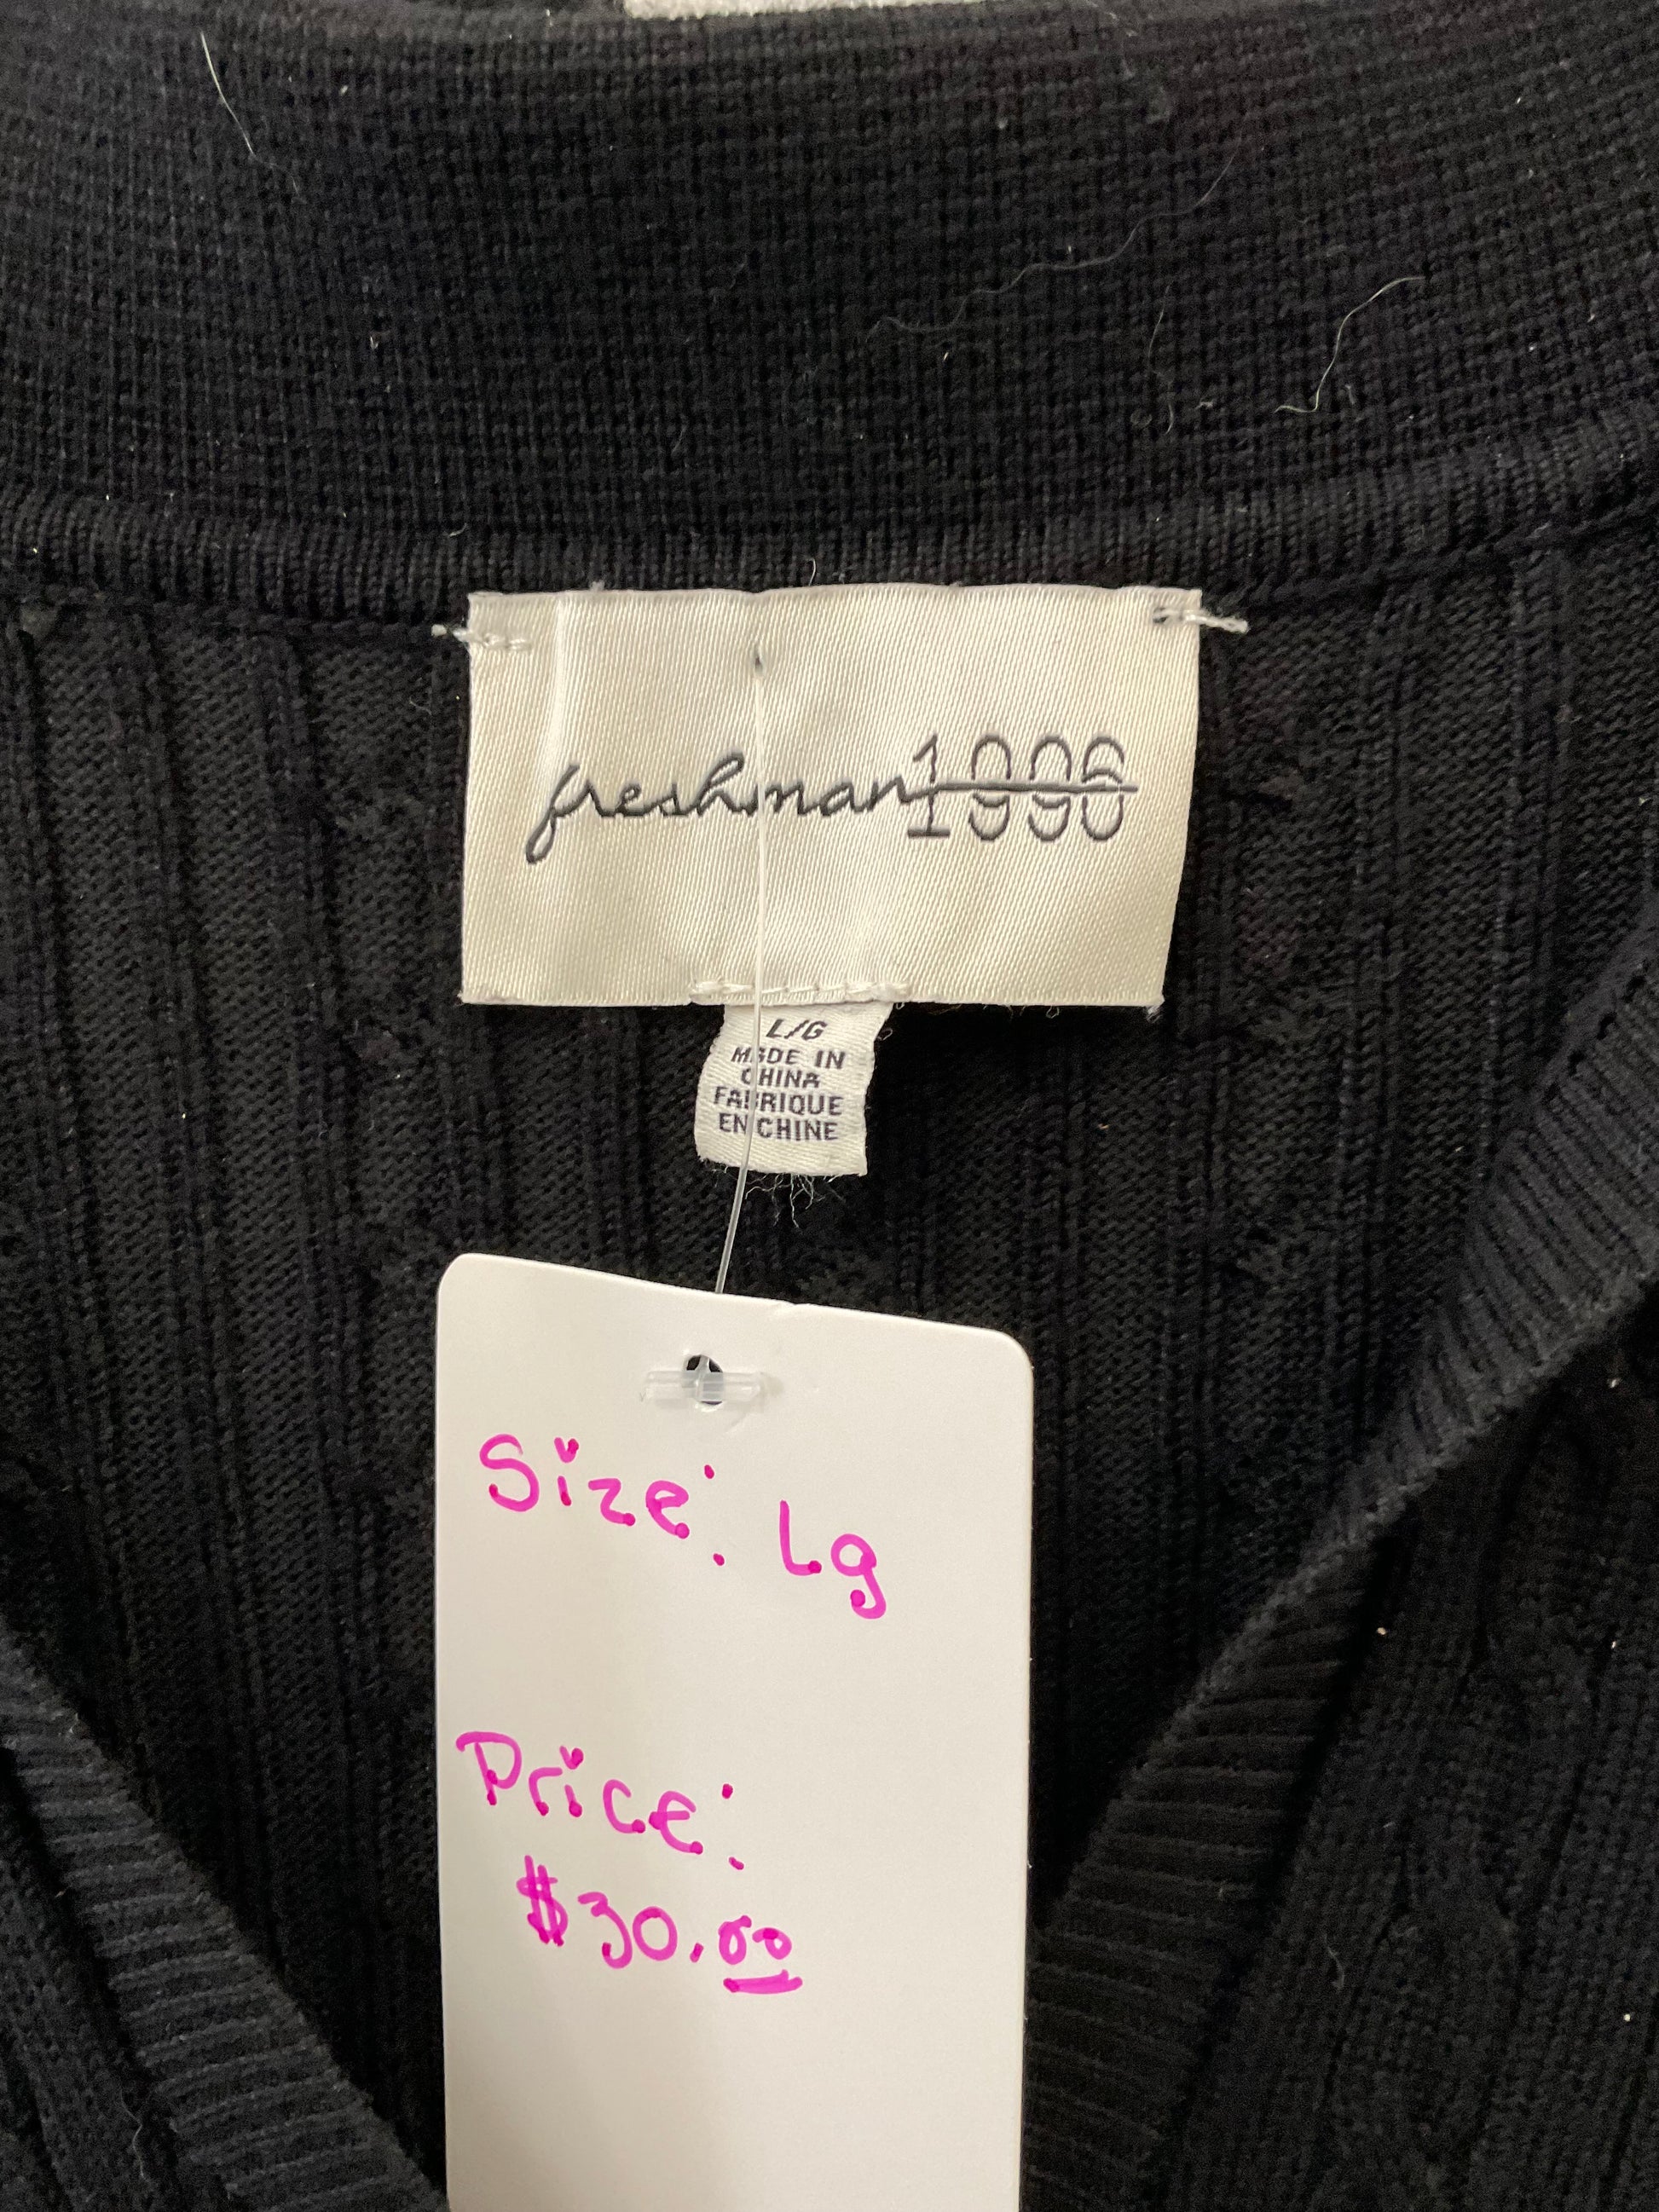 freshman1996
L/G
MADE IN
CHINA
FABRIQUE
EN CHINE
Size: Lg
Price:
$30.00